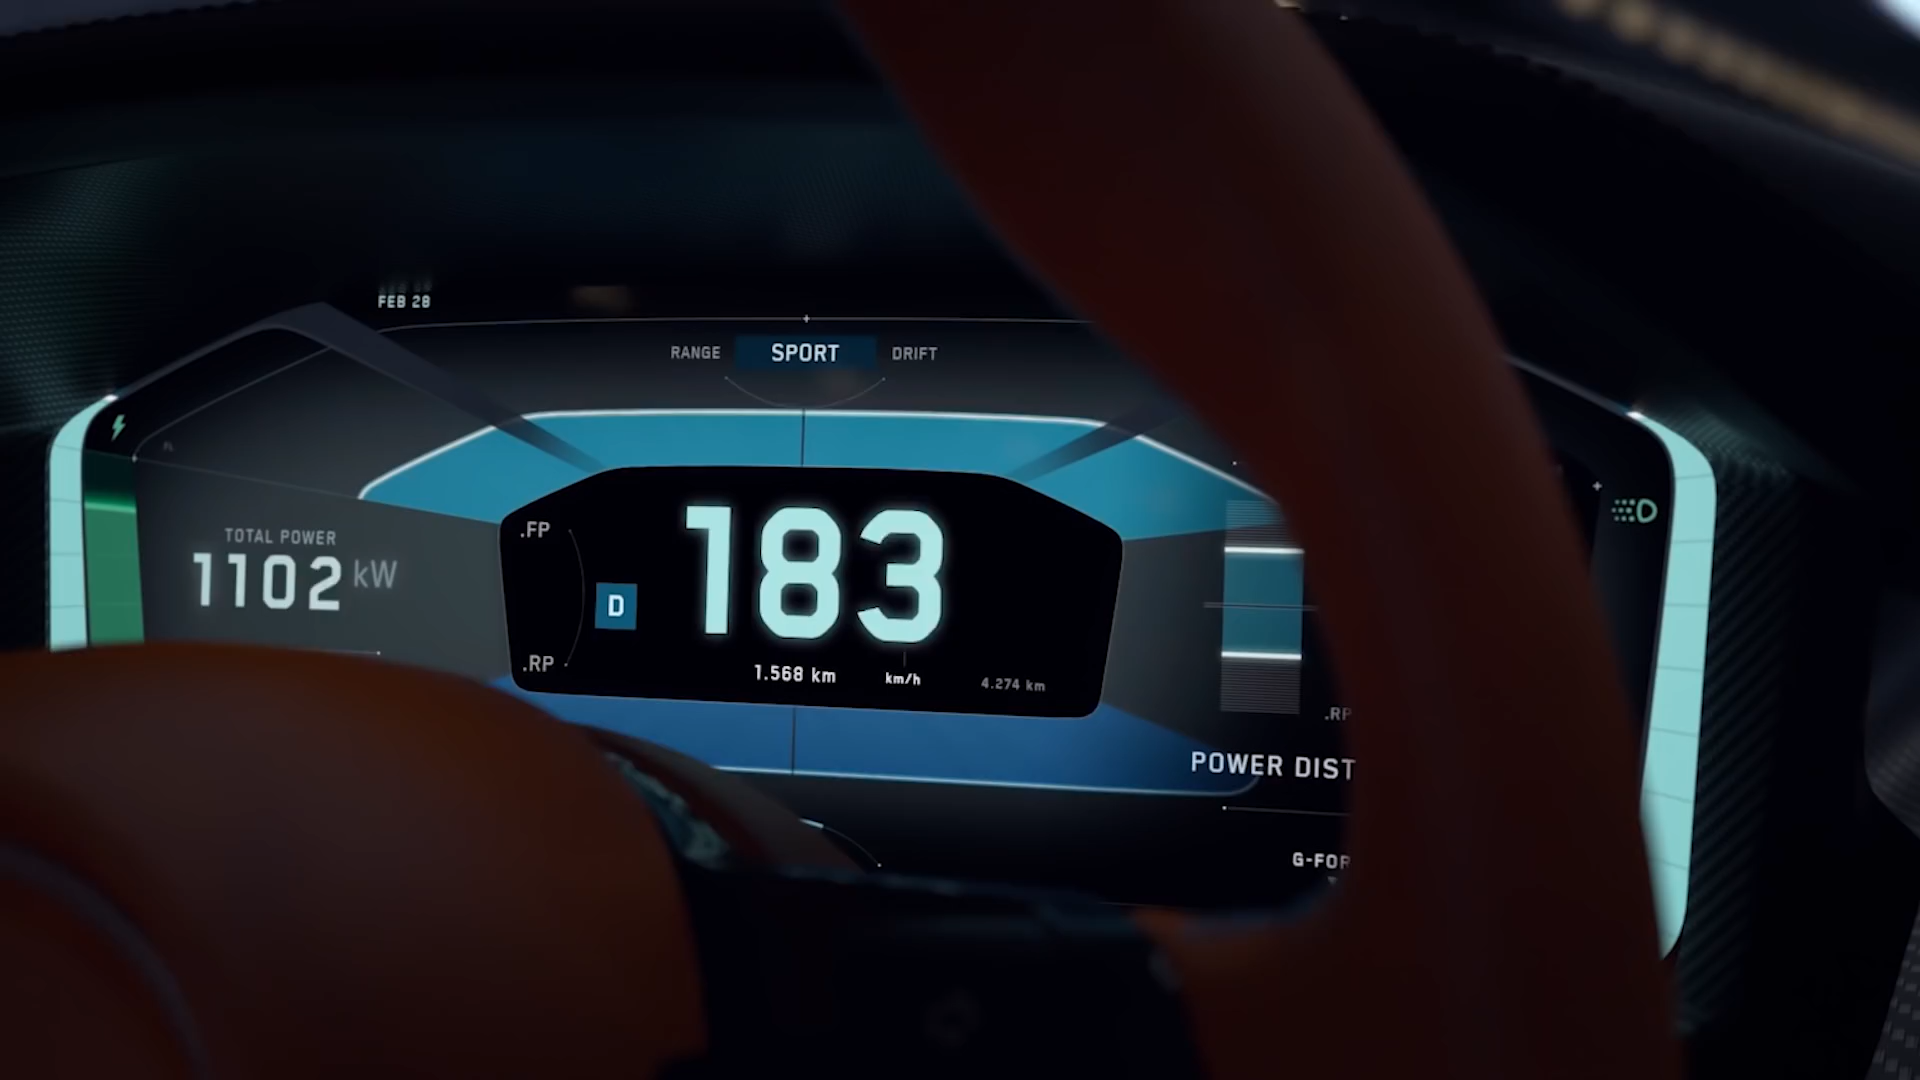 FEB 28
RANGE SPORT DRIFT
TOTAL POWER
1102 kW
.FP
D
183
.RP
1.568 km
km/h
4.274 km
.RP
POWER DIST
G-FOR